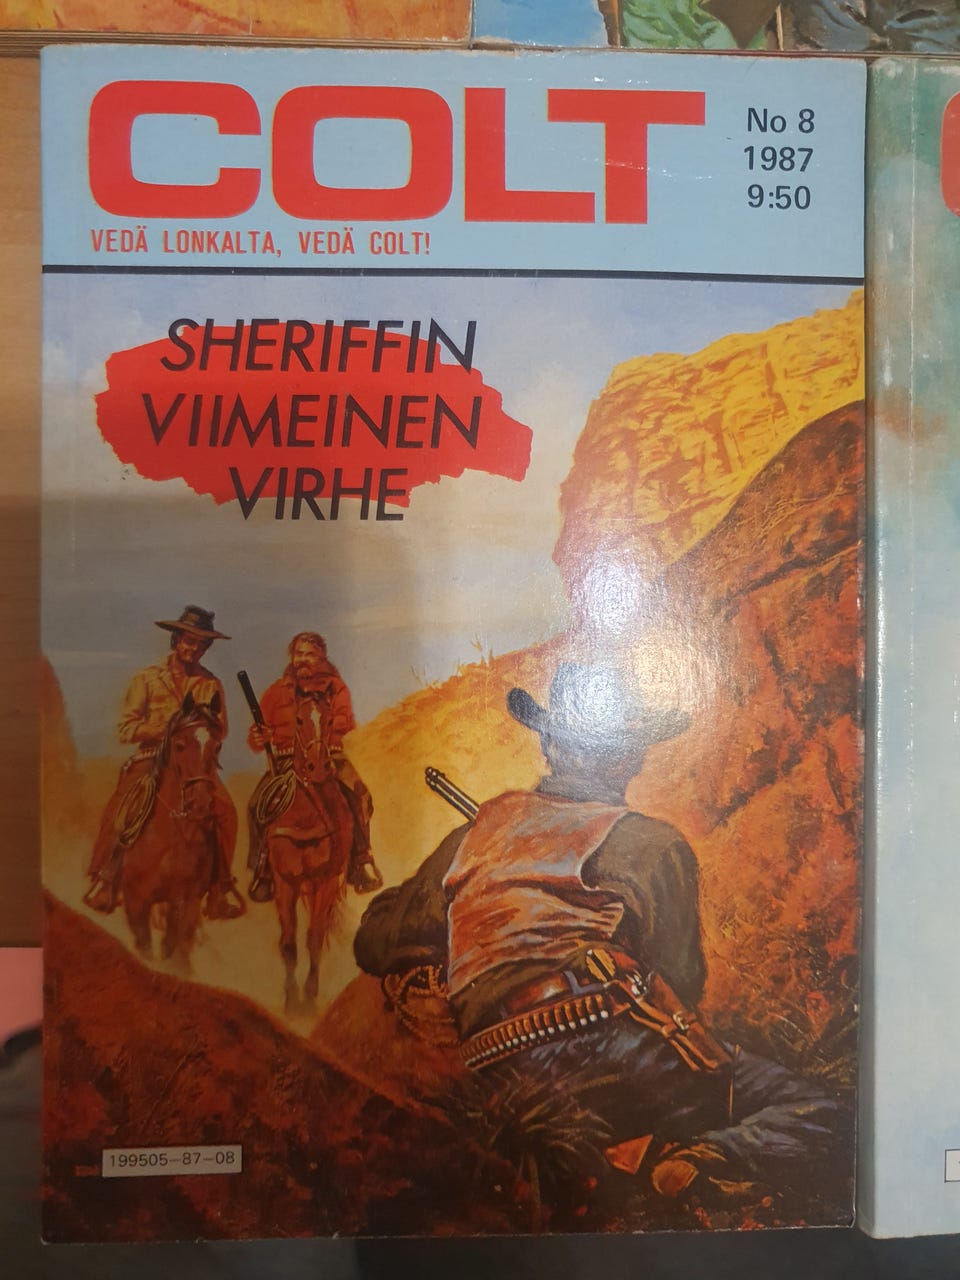 COLT
No 8
1987
9:50
VEDÄ LONKALTA, VEDÄ COLT!
SHERIFFIN
VIIMEINEN
VIRHE
199505-87-08